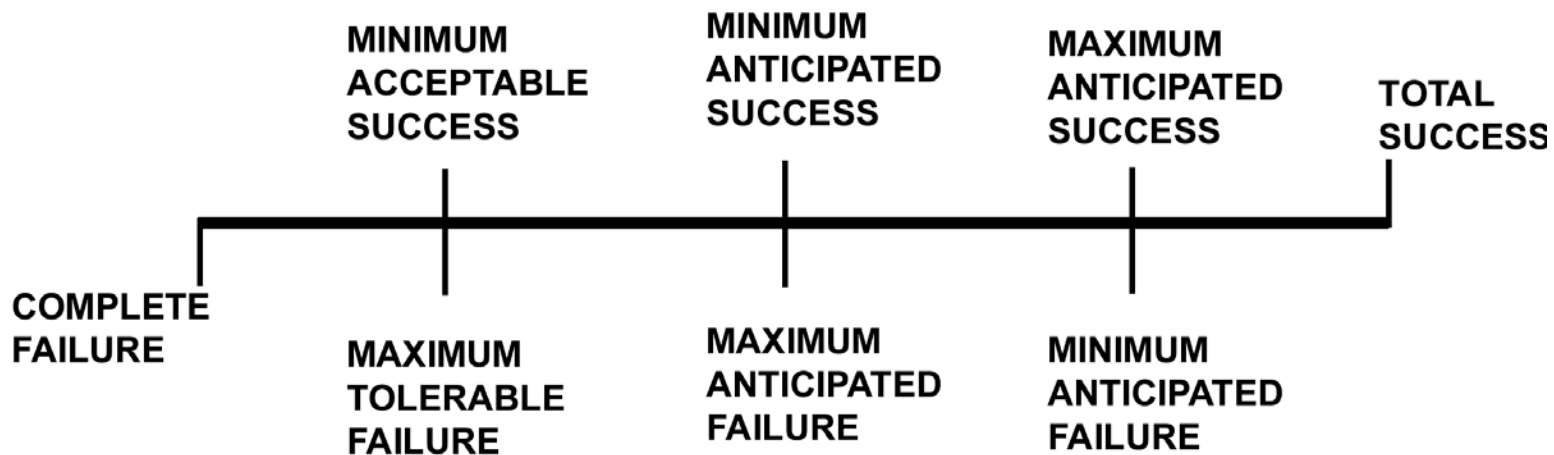 MINIMUM
ACCEPTABLE
SUCCESS
MINIMUM
ANTICIPATED
SUCCESS
MAXIMUM
ANTICIPATED
SUCCESS
TOTAL
SUCCESS
COMPLETE
FAILURE
MAXIMUM
TOLERABLE
FAILURE
MAXIMUM
ANTICIPATED
FAILURE
MINIMUM
ANTICIPATED
FAILURE